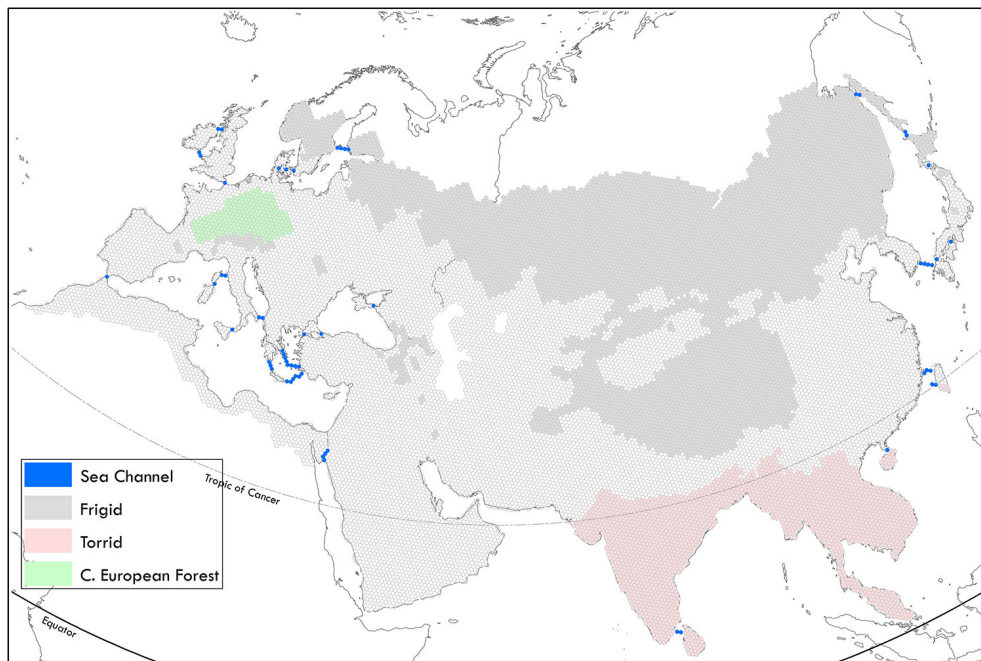 Sea Channel
Frigid
Torrid
C. European Forest
Tropic of Cancer
Equator